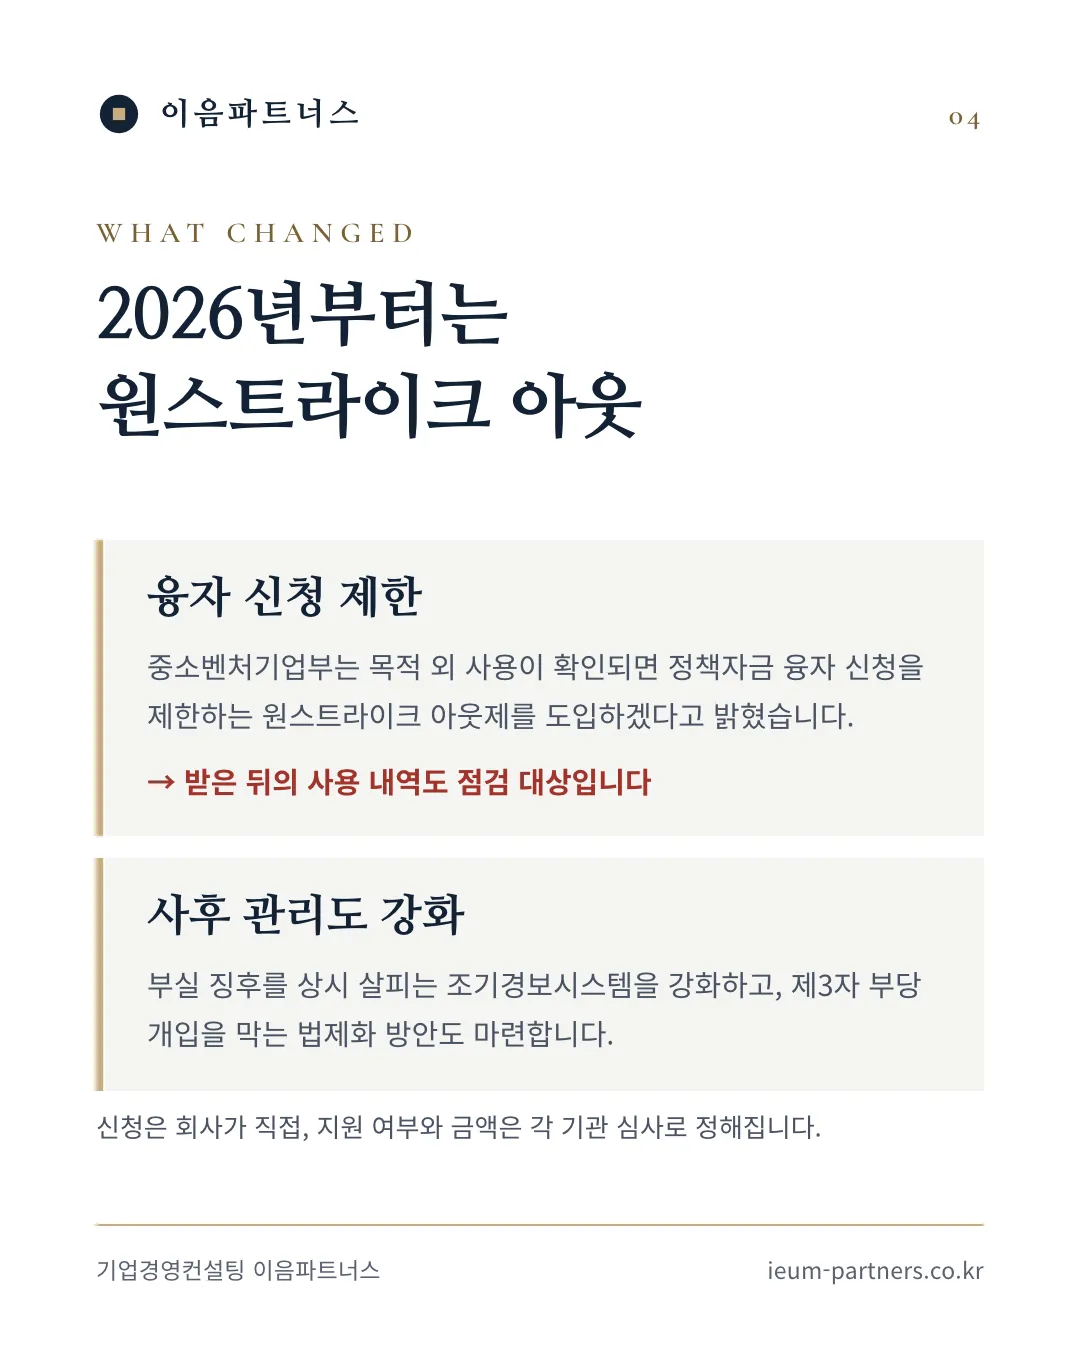 이음파트너스
04
WHAT CHANGED
2026년부터는
원스트라이크 아웃
융자 신청 제한
중소벤처기업부는 목적 외 사용이 확인되면 정책자금 융자 신청을
제한하는 원스트라이크 아웃제를 도입하겠다고 밝혔습니다.
→ 받은 뒤의 사용 내역도 점검 대상입니다
사후 관리도 강화
부실 징후를 상시 살피는 조기경보시스템을 강화하고, 제3자 부당
개입을 막는 법제화 방안도 마련합니다.
신청은 회사가 직접, 지원 여부와 금액은 각 기관 심사로 정해집니다.
기업경영컨설팅 이음파트너스
ieum-partners.co.kr